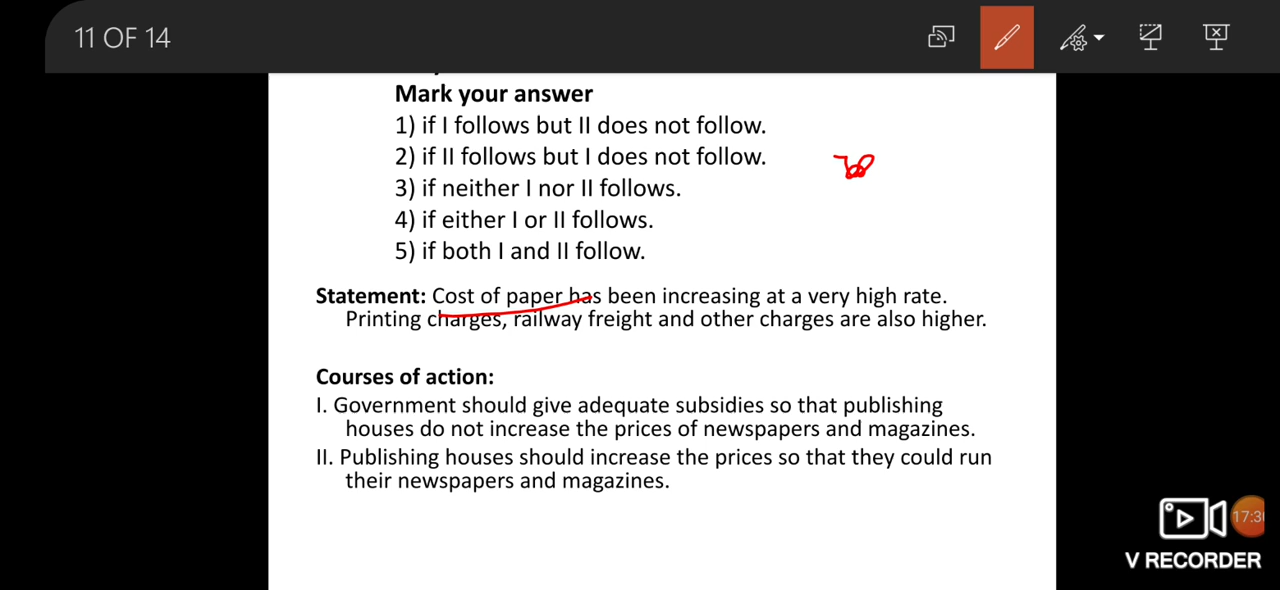 11 OF 14
Mark your answer
1) if I follows but II does not follow.
2) if II follows but I does not follow.
3) if neither I nor II follows.
4) if either I or II follows.
5) if both I and II follow.
Statement: Cost of paper has been increasing at a very high rate.
Printing charges, railway freight and other charges are also higher.
Courses of action:
I. Government should give adequate subsidies so that publishing
houses do not increase the prices of newspapers and magazines.
II. Publishing houses should increase the prices so that they could run
their newspapers and magazines.
V RECORDER